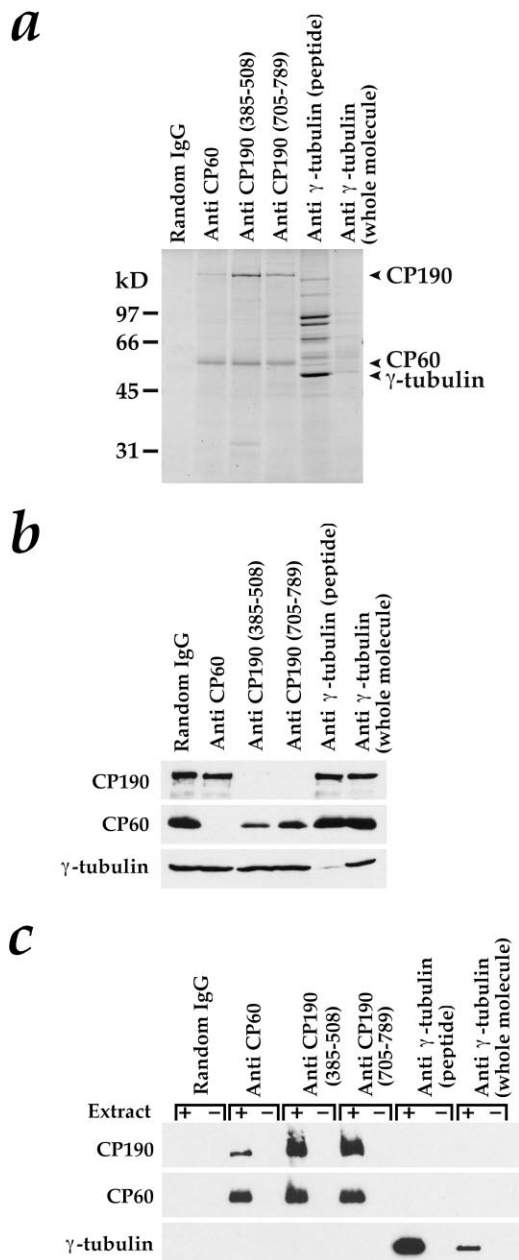 a
Random IgG
Anti CP60
Anti CP190 (385-508)
Anti CP190 (705-789)
Anti γ-tubulin (peptide)
Anti γ-tubulin
(whole molecule)
kD
97
66
45
31
CP190
CP60
γ-tubulin
b
Random IgG
Anti CP60
Anti CP190 (385-508)
Anti CP190 (705-789)
Anti γ-tubulin (peptide)
Anti γ-tubulin
(whole molecule)
CP190
CP60
γ-tubulin
c
Random IgG
Anti CP60
Anti CP190
(385-508)
Anti CP190
(705-789)
Anti γ-tubulin
(peptide)
Anti γ-tubulin
(whole molecule)
Extract + − + − + − + − + − + −
CP190
CP60
γ-tubulin